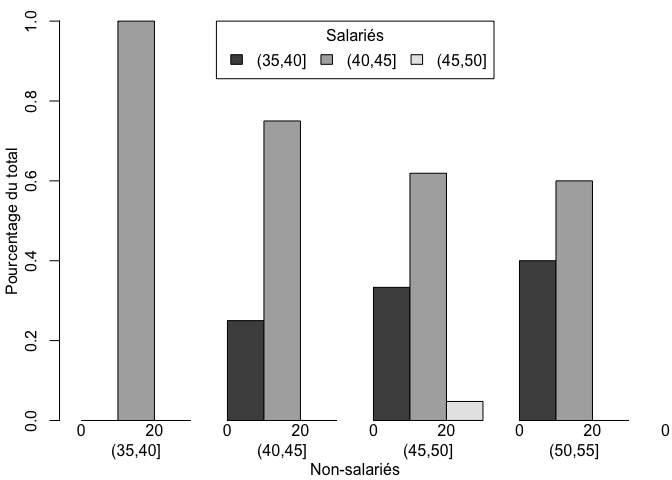 Salariés
(35,40] (40,45] (45,50]
Pourcentage du total
1.0
0.8
0.6
0.4
0.2
0.0
0 20 0 20 0 20 0 20 0
(35,40] (40,45] (45,50] (50,55]
Non-salariés